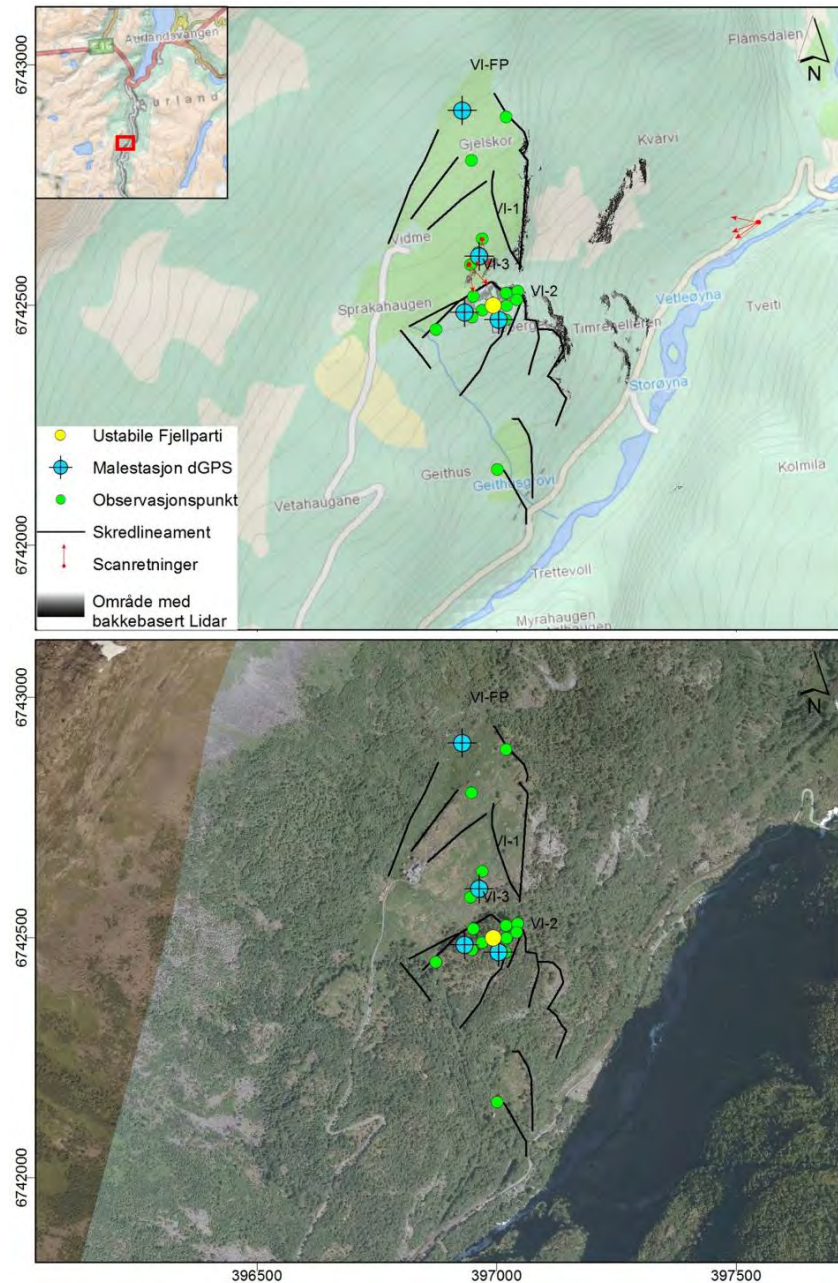 Aurlandsvangen
Aurland
Flåmsdalen
N
6743000
VI-FP
Gjelskor
Kvarvi
VI-1
Vidme
VI-3
VI-2
Vetleøyna
Tveiti
6742500
Sprakahaugen
Timrehelleren
Storøyna
Kolmila
Geithus
Geithusgrovi
Vetahaugane
Trettevoll
Myrahaugen
6742000
Ustabile Fjellparti
Malestasjon dGPS
Observasjonspunkt
Skredlineament
Scanretninger
Område med
bakkebasert Lidar
6743000
VI-FP
N
VI-1
VI-3
6742500
VI-2
6742000
396500 397000 397500